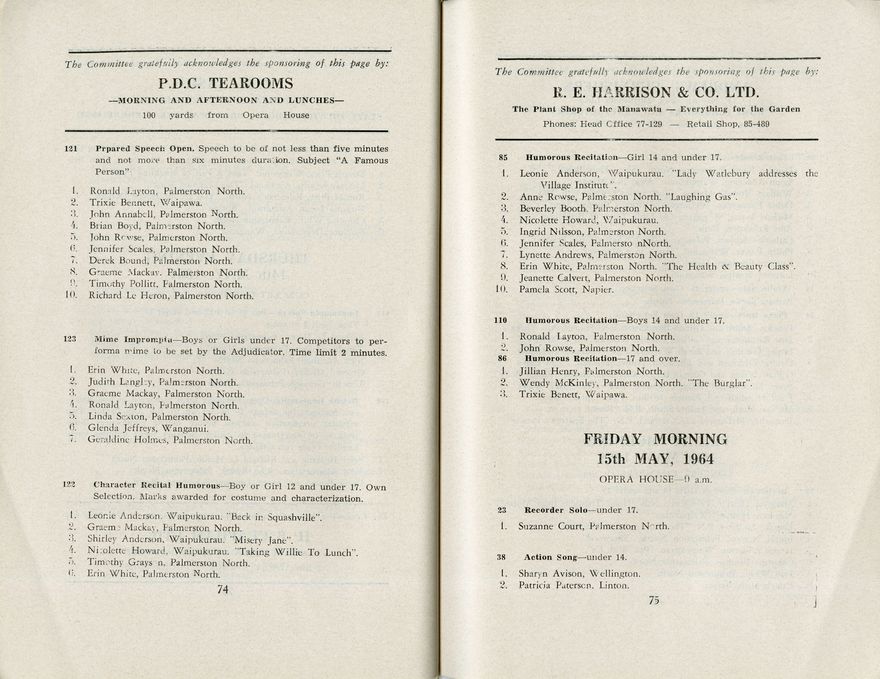 The Committee gratefully acknowledges the sponsoring of this page by:
P.D.C. TEAROOMS
—MORNING AND AFTERNOON AND LUNCHES—
100 yards from Opera House
121 Prpared Speech Open. Speech to be of not less than five minutes
and not more than six minutes duration. Subject "A Famous
Person"
1. Ronald Layton, Palmerston North.
2. Trixie Bennett, Waipawa.
3. John Annabell, Palmerston North.
4. Brian Boyd, Palmerston North.
5. John Rowse, Palmerston North.
6. Jennifer Scales, Palmerston North.
7. Derek Bound, Palmerston North.
8. Graeme Mackay. Palmerston North.
9. Timothy Pollitt, Palmerston North.
10. Richard Le Heron, Palmerston North.
123 Mime Impromptu—Boys or Girls under 17. Competitors to per-
forma mime to be set by the Adjudicator. Time limit 2 minutes.
1. Erin White, Palmerston North.
2. Judith Langley, Palmerston North.
3. Graeme Mackay, Palmerston North.
4. Ronald Layton, Palmerston North.
5. Linda Sexton, Palmerston North.
6. Glenda Jeffreys, Wanganui.
7. Geraldine Holmes, Palmerston North.
122 Character Recital Humorous—Boy or Girl 12 and under 17. Own
Selection. Marks awarded for costume and characterization.
1. Leonie Anderson. Waipukurau. "Back in Squashville".
2. Graeme Mackay, Palmerston North.
3. Shirley Anderson, Waipukurau. "Misery Jane".
4. Nicolette Howard, Waipukurau. "Taking Willie To Lunch".
5. Timothy Grayson, Palmerston North.
6. Erin White, Palmerston North.
74
The Committee gratefully acknowledges the sponsoring of this page by:
R. E. HARRISON & CO. LTD.
The Plant Shop of the Manawatu — Everything for the Garden
Phones: Head Office 77-129 — Retail Shop, 85-489
85 Humorous Recitation—Girl 14 and under 17.
1. Leonie Anderson, Waipukurau. "Lady Watlebury addresses the
Village Institute".
2. Anne Rowse, Palmerston North. "Laughing Gas".
3. Beverley Booth, Palmerston North.
4. Nicolette Howard, Waipukurau.
5. Ingrid Nilsson, Palmerston North.
6. Jennifer Scales, Palmersto nNorth.
7. Lynette Andrews, Palmerston North.
8. Erin White, Palmerston North. "The Health & Beauty Class".
9. Jeanette Calvert, Palmerston North.
10. Pamela Scott, Napier.
110 Humorous Recitation—Boys 14 and under 17.
1. Ronald Layton, Palmerston North.
2. John Rowse, Palmerston North.
86 Humorous Recitation—17 and over.
1. Jillian Henry, Palmerston North.
2. Wendy McKinley, Palmerston North. "The Burglar".
3. Trixie Benett, Waipawa.
FRIDAY MORNING
15th MAY, 1964
OPERA HOUSE—9 a.m.
23 Recorder Solo—under 17.
1. Suzanne Court, Palmerston North.
38 Action Song—under 14.
1. Sharyn Avison, Wellington.
2. Patricia Paterson. Linton.
75